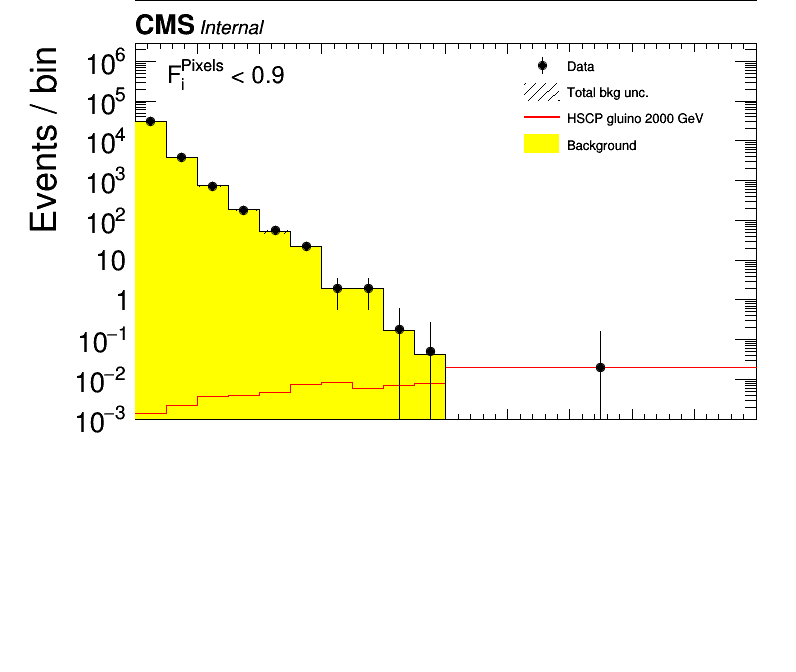 CMS Internal
Events / bin
F_i^Pixels < 0.9
10^6
10^5
10^4
10^3
10^2
10
1
10^−1
10^−2
10^−3
Data
Total bkg unc.
HSCP gluino 2000 GeV
Background